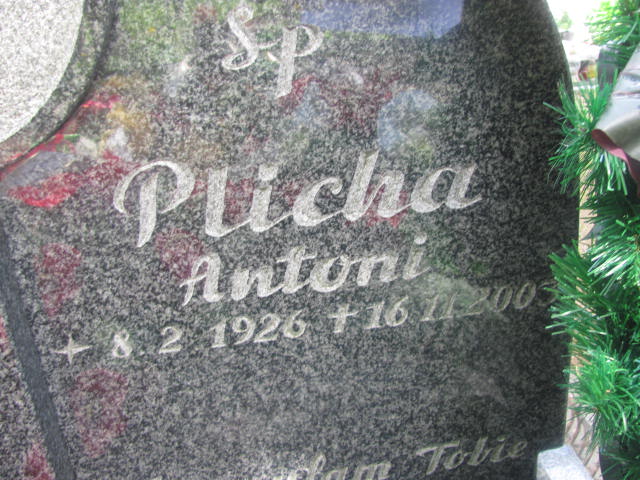 Sp
Plicha
Antoni
8. 2 1926 + 16 11.2005
Tobie